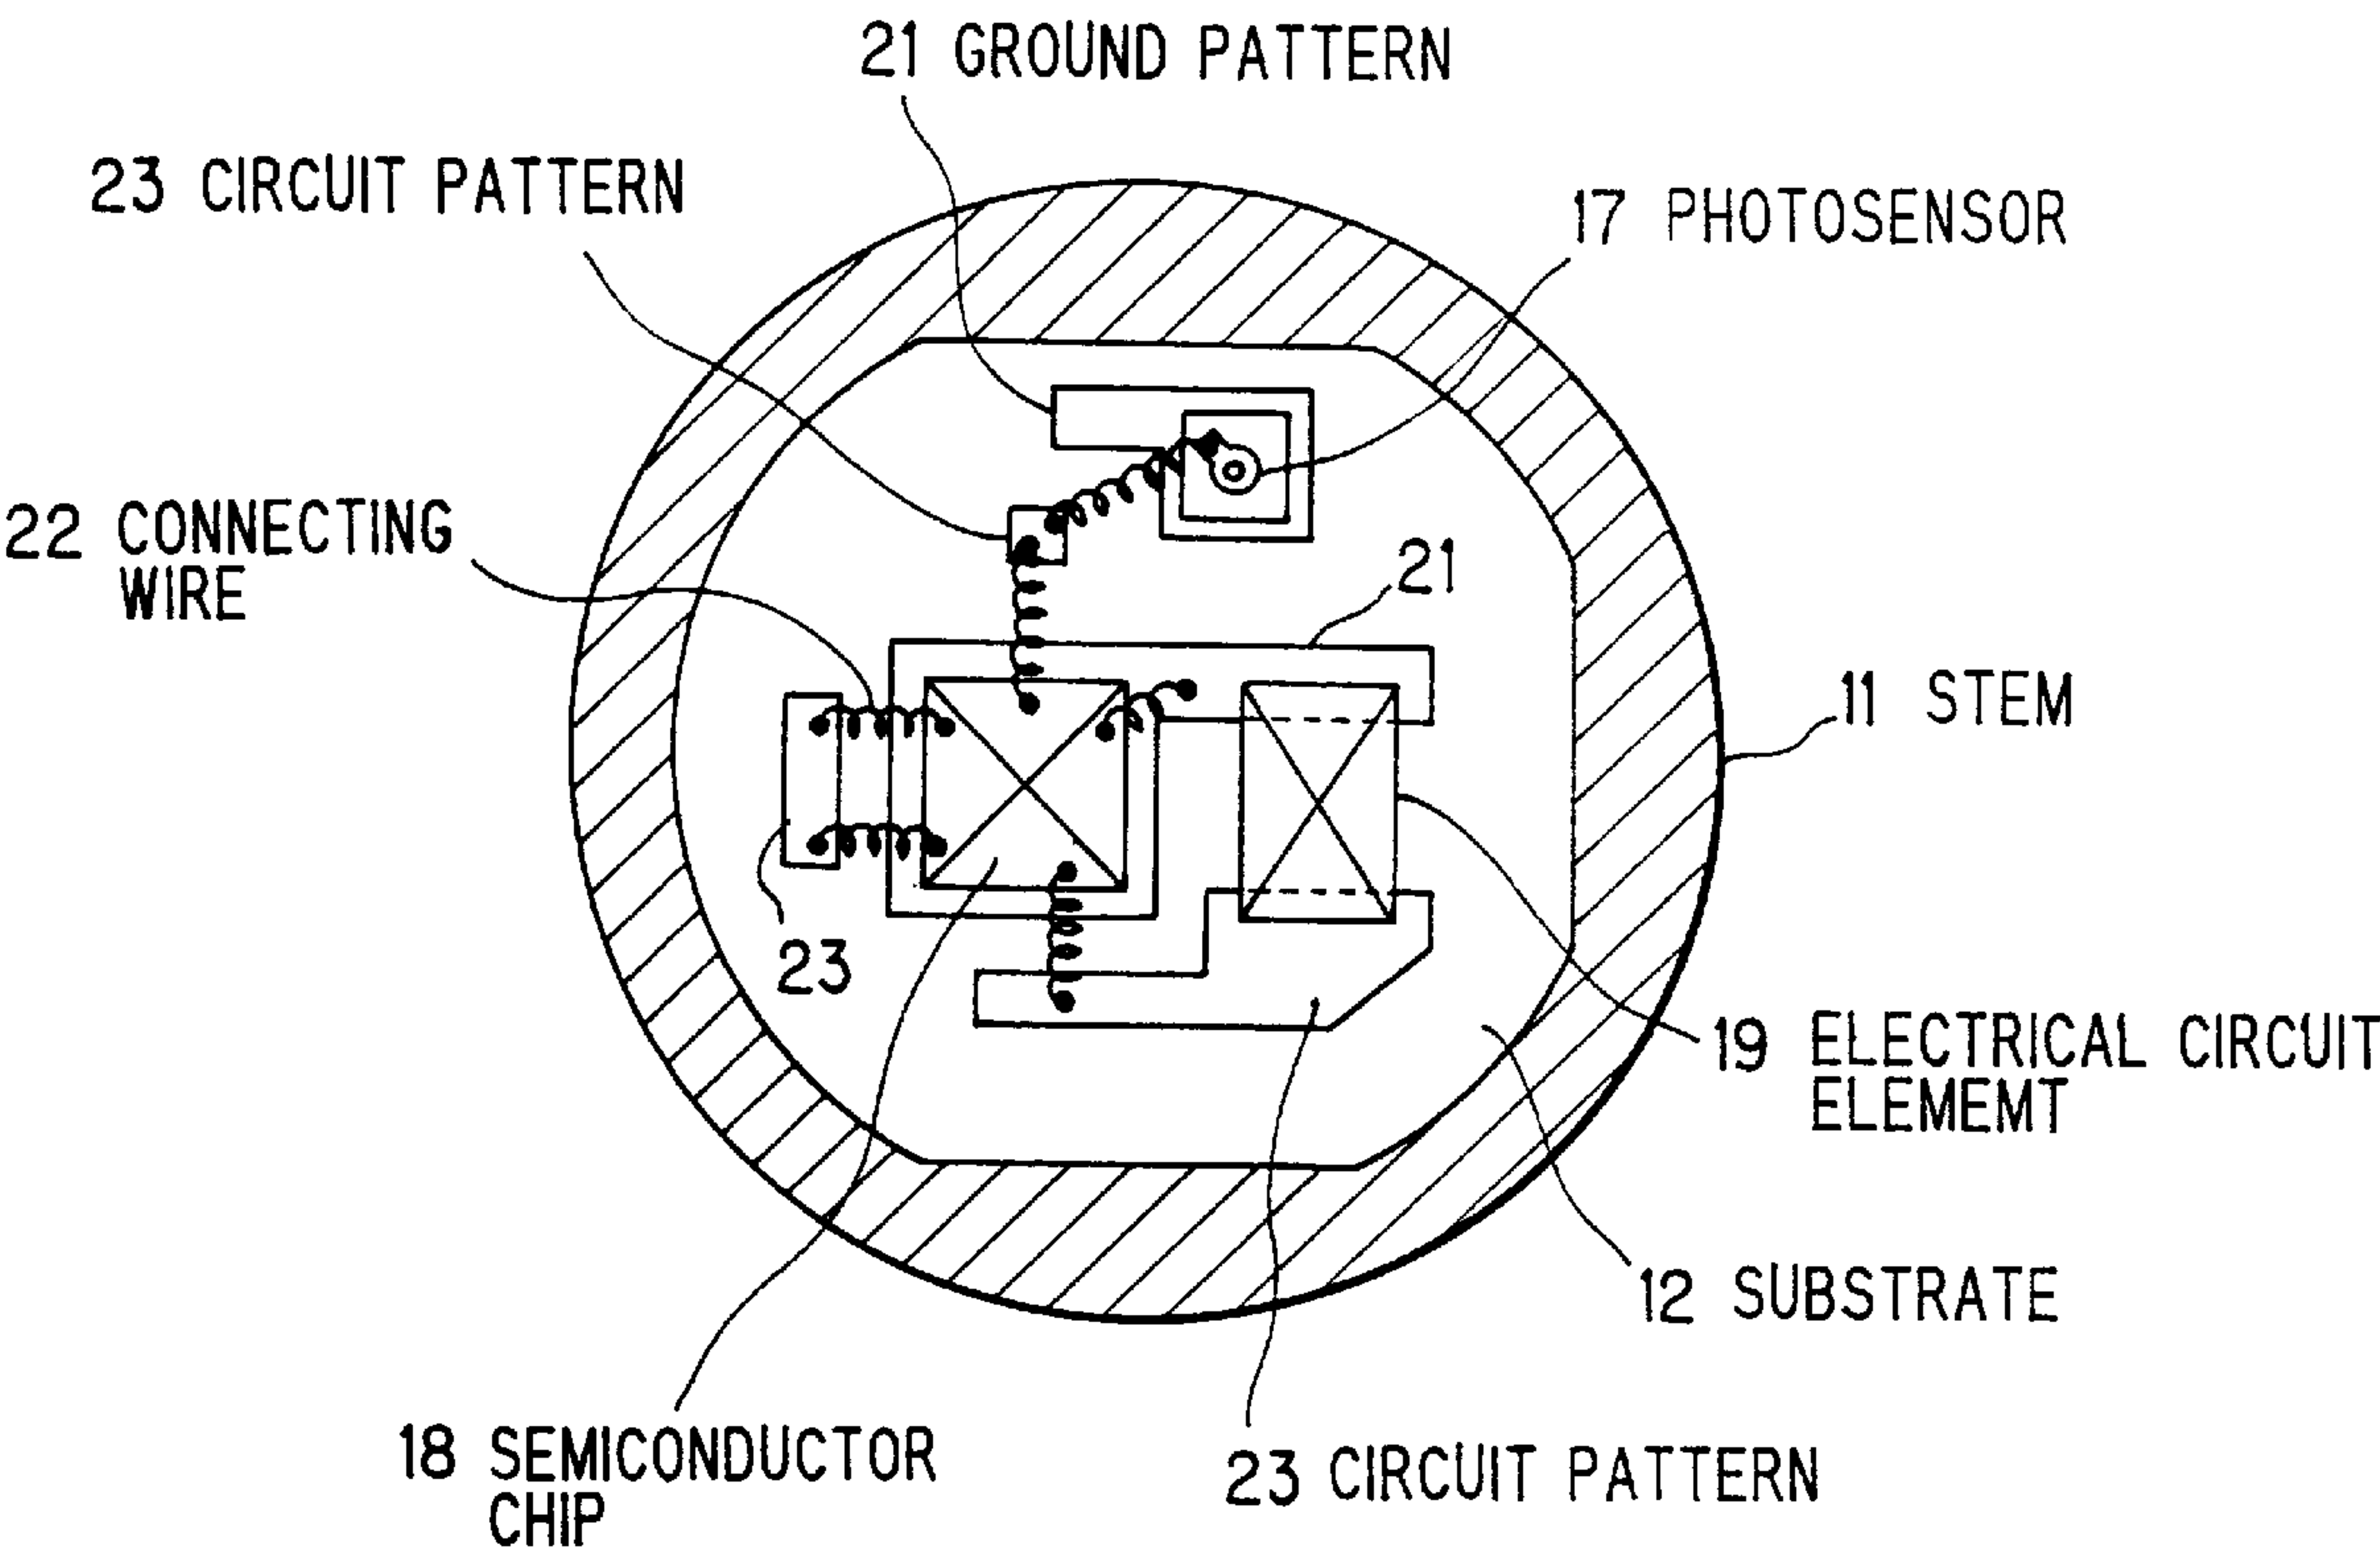 21 GROUND PATTERN
23 CIRCUIT PATTERN
17 PHOTOSENSOR
22 CONNECTING
WIRE
21
11 STEM
23
19 ELECTRICAL CIRCUIT
ELEMEMT
12 SUBSTRATE
18 SEMICONDUCTOR
CHIP
23 CIRCUIT PATTERN